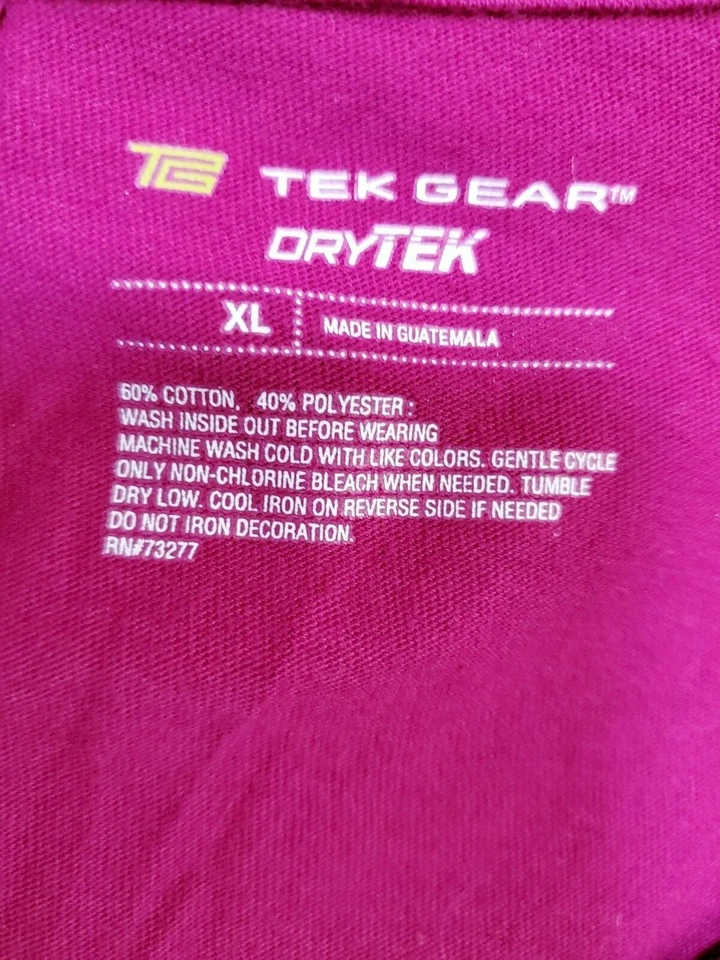 TG TEK GEAR™
DRYTEK
XL MADE IN GUATEMALA
60% COTTON, 40% POLYESTER:
WASH INSIDE OUT BEFORE WEARING
MACHINE WASH COLD WITH LIKE COLORS. GENTLE CYCLE
ONLY NON-CHLORINE BLEACH WHEN NEEDED. TUMBLE
DRY LOW. COOL IRON ON REVERSE SIDE IF NEEDED
DO NOT IRON DECORATION.
RN#73277